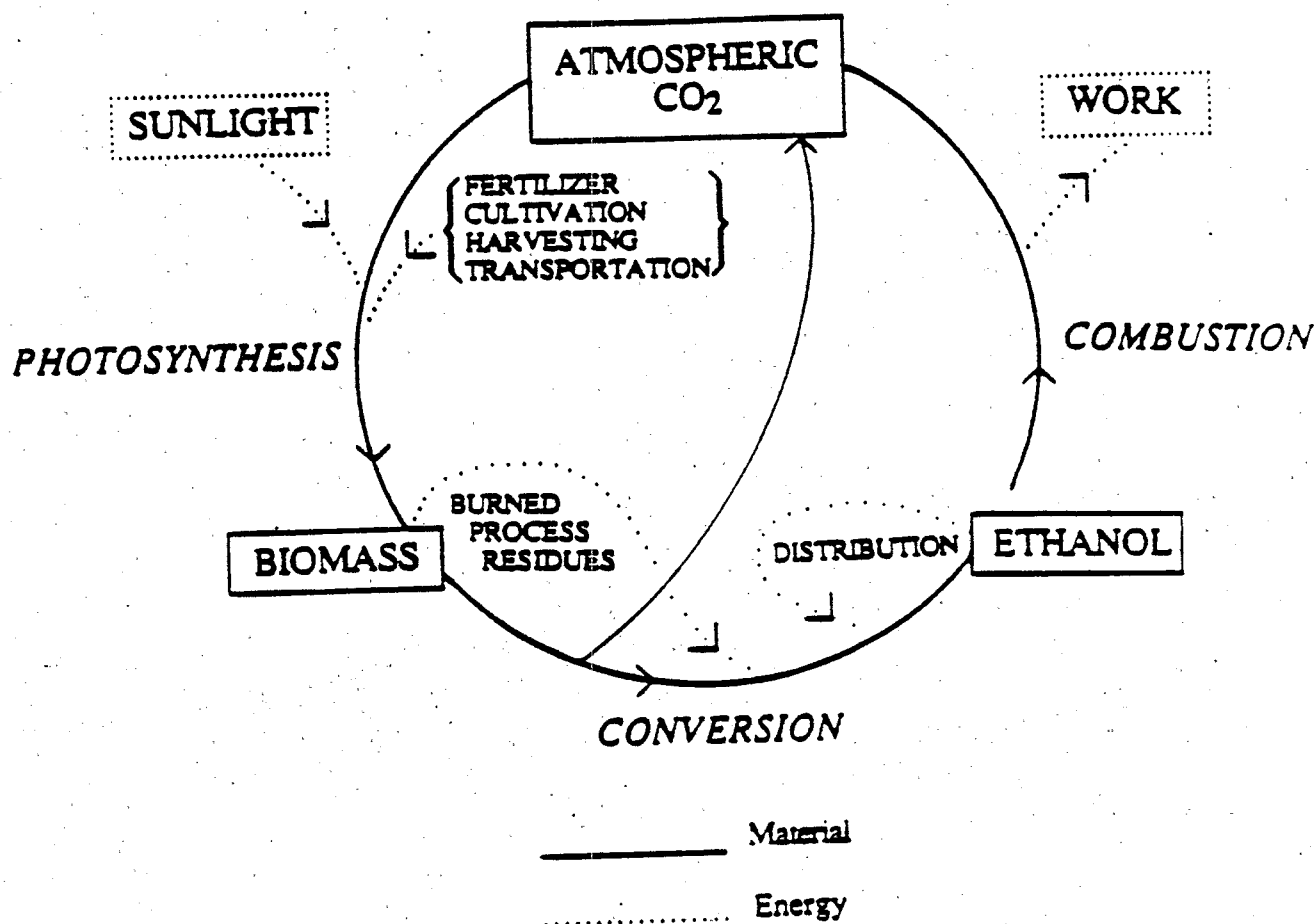 ATMOSPHERIC
CO2
SUNLIGHT
WORK
FERTILIZER
CULTIVATION
HARVESTING
TRANSPORTATION
PHOTOSYNTHESIS
COMBUSTION
BURNED
PROCESS
RESIDUES
BIOMASS
DISTRIBUTION
ETHANOL
CONVERSION
Material
Energy